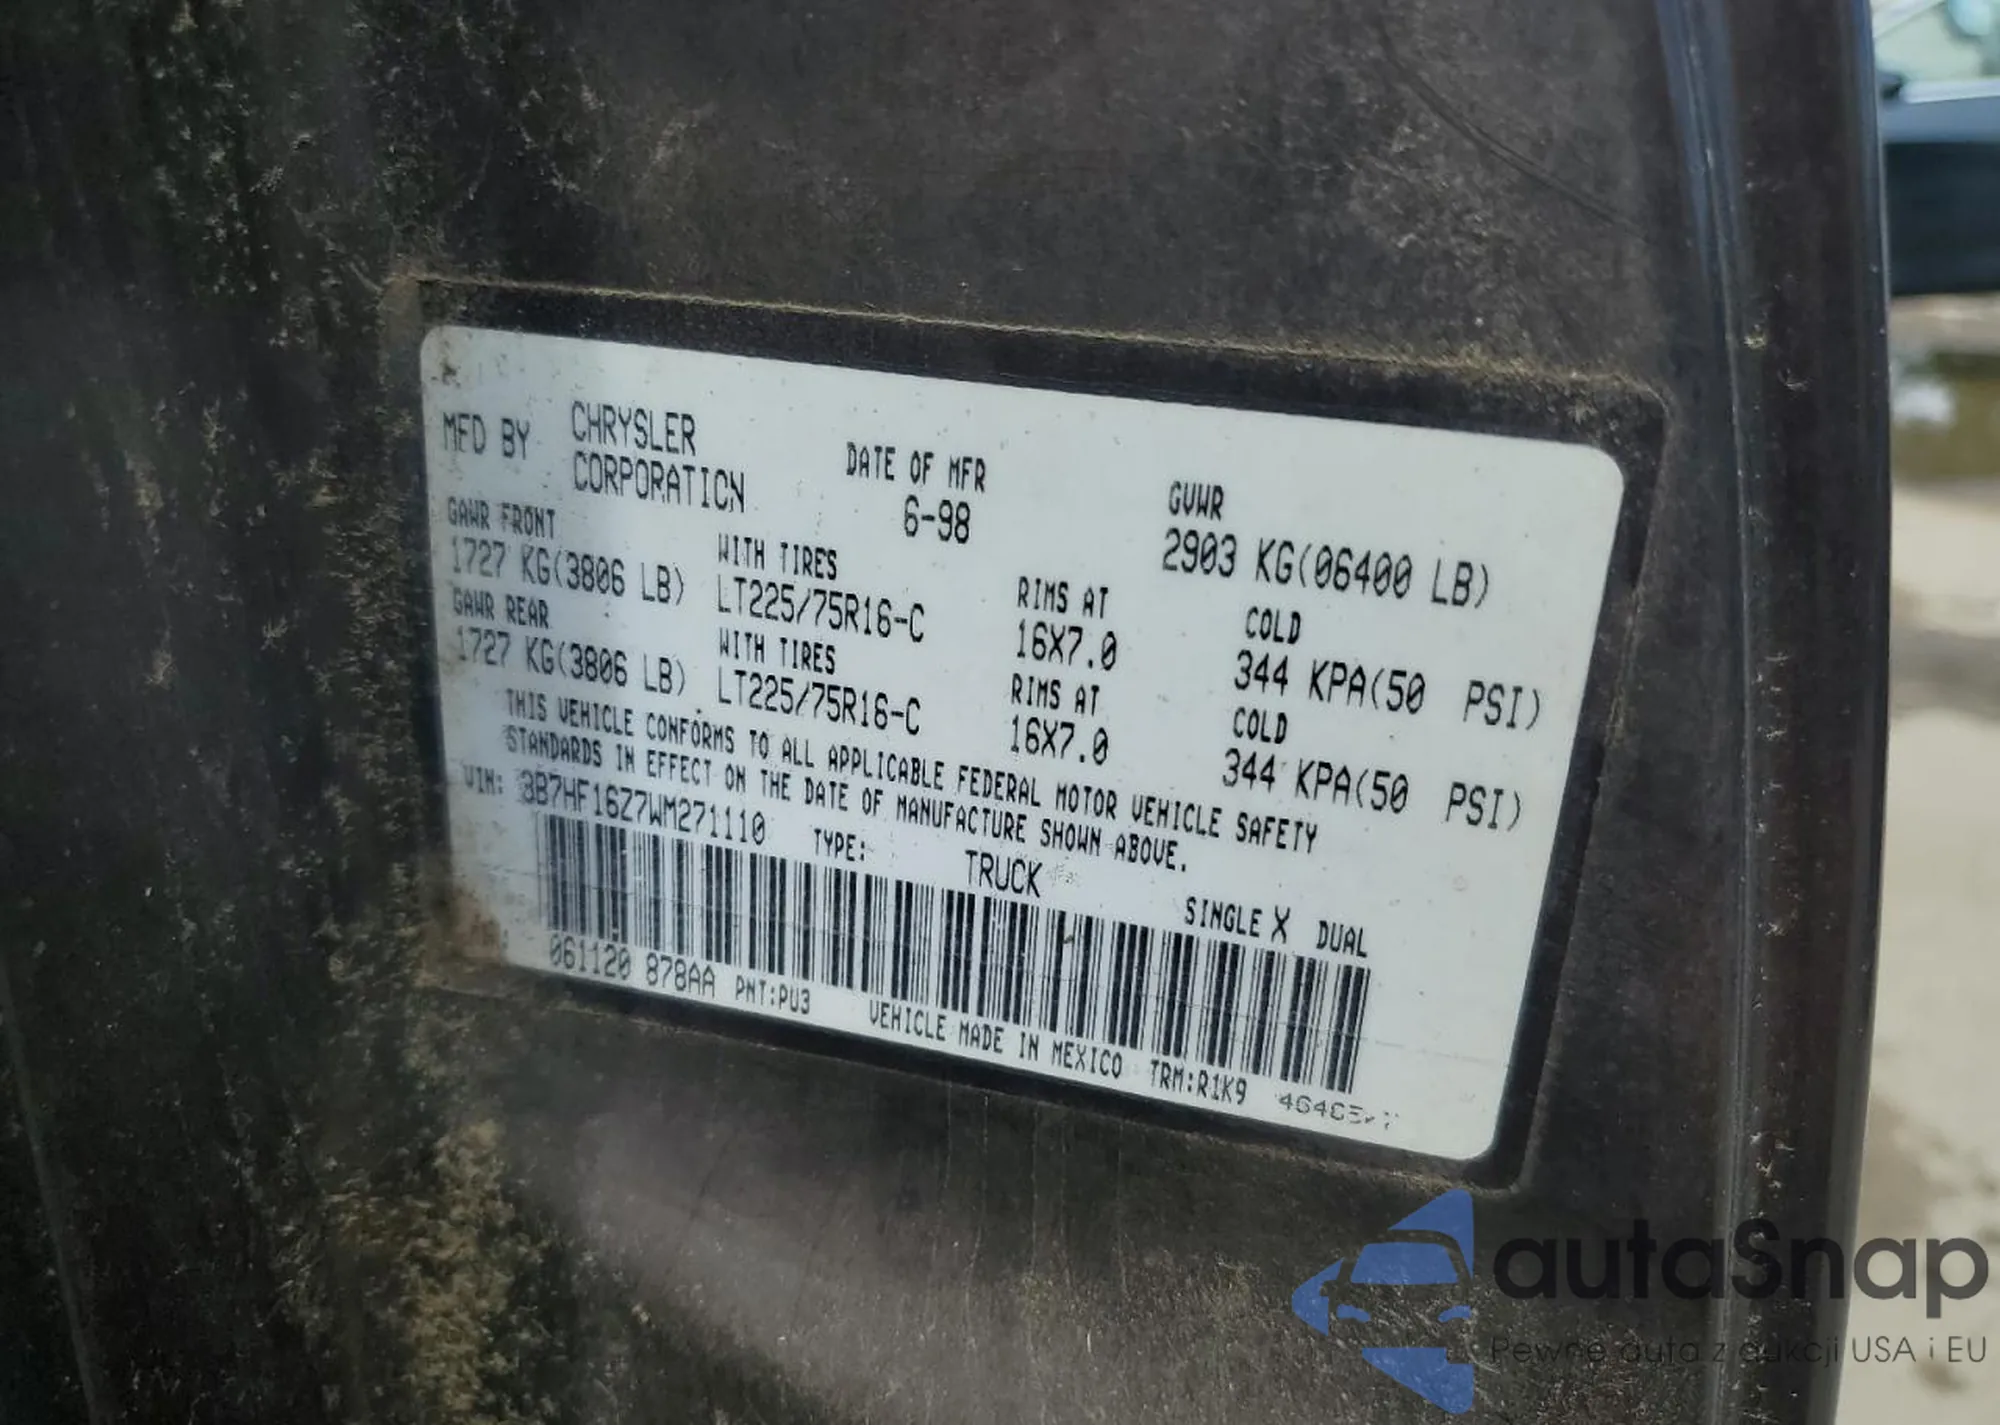 MFD BY CHRYSLER CORPORATION DATE OF MFR 6-98 GVWR 2903 KG(06400 LB)
GAWR FRONT WITH TIRES RIMS AT COLD
1727 KG(3806 LB) LT225/75R16-C 16X7.0 344 KPA(50 PSI)
GAWR REAR WITH TIRES RIMS AT COLD
1727 KG(3806 LB) LT225/75R16-C 16X7.0 344 KPA(50 PSI)
THIS VEHICLE CONFORMS TO ALL APPLICABLE FEDERAL MOTOR VEHICLE SAFETY
STANDARDS IN EFFECT ON THE DATE OF MANUFACTURE SHOWN ABOVE.
VIN: 3B7HF16Z7WM271110 TYPE: TRUCK SINGLE X DUAL
061120 878AA PNT:PU3 VEHICLE MADE IN MEXICO TRM:R1K9
autaSnap
Pewne auta z aukcji USA i EU